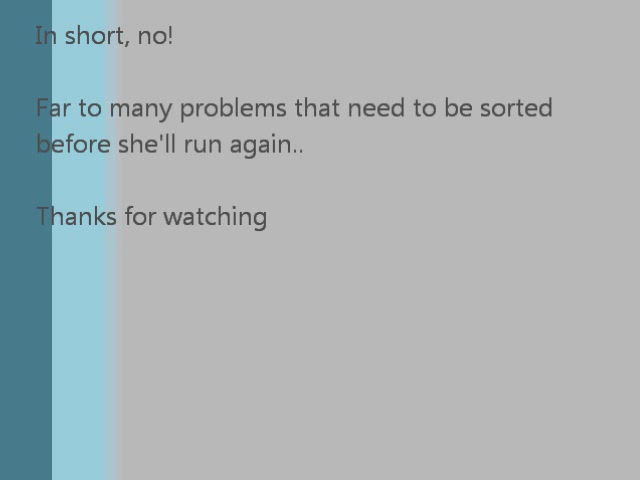 In short, no!
Far to many problems that need to be sorted
before she'll run again..
Thanks for watching